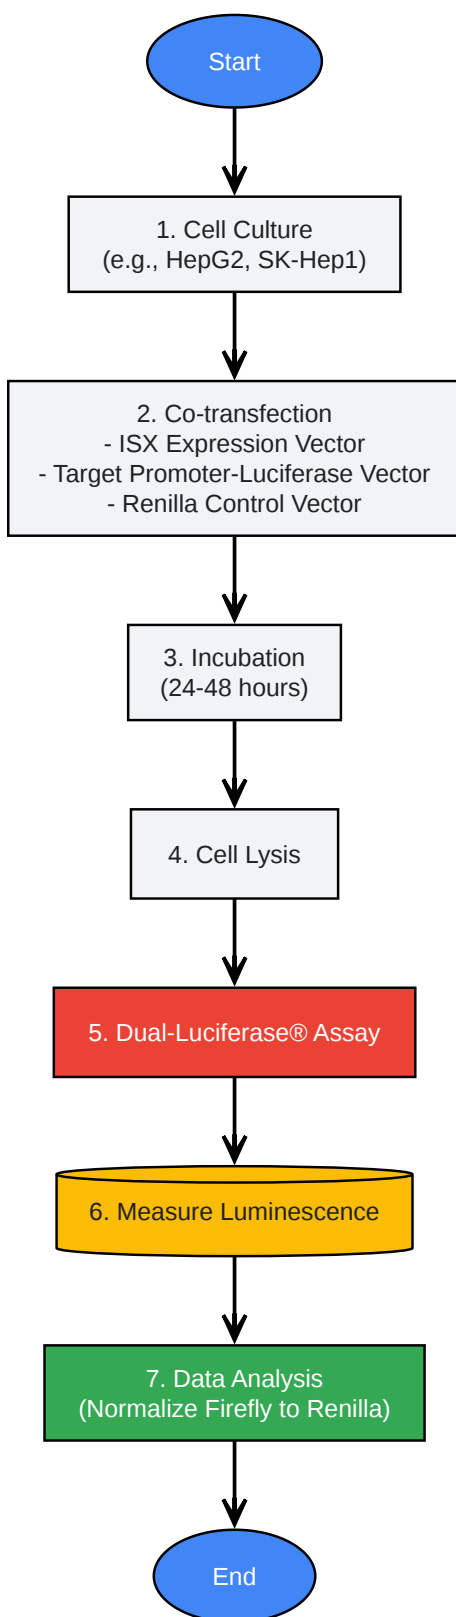 Start
1. Cell Culture
(e.g., HepG2, SK-Hep1)
2. Co-transfection
- ISX Expression Vector
- Target Promoter-Luciferase Vector
- Renilla Control Vector
3. Incubation
(24-48 hours)
4. Cell Lysis
5. Dual-Luciferase® Assay
6. Measure Luminescence
7. Data Analysis
(Normalize Firefly to Renilla)
End